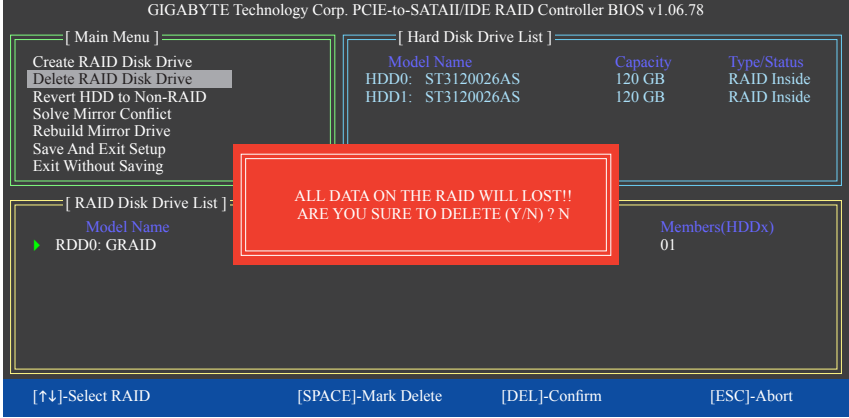 GIGABYTE Technology Corp. PCIE-to-SATAII/IDE RAID Controller BIOS v1.06.78
[ Main Menu ]
Create RAID Disk Drive
Delete RAID Disk Drive
Revert HDD to Non-RAID
Solve Mirror Conflict
Rebuild Mirror Drive
Save And Exit Setup
Exit Without Saving
[ Hard Disk Drive List ]
Model Name Capacity Type/Status
HDD0: ST3120026AS 120 GB RAID Inside
HDD1: ST3120026AS 120 GB RAID Inside
ALL DATA ON THE RAID WILL LOST!!
ARE YOU SURE TO DELETE (Y/N) ? N
[ RAID Disk Drive List ]
Model Name Members(HDDx)
RDD0: GRAID 01
[↑↓]-Select RAID [SPACE]-Mark Delete [DEL]-Confirm [ESC]-Abort